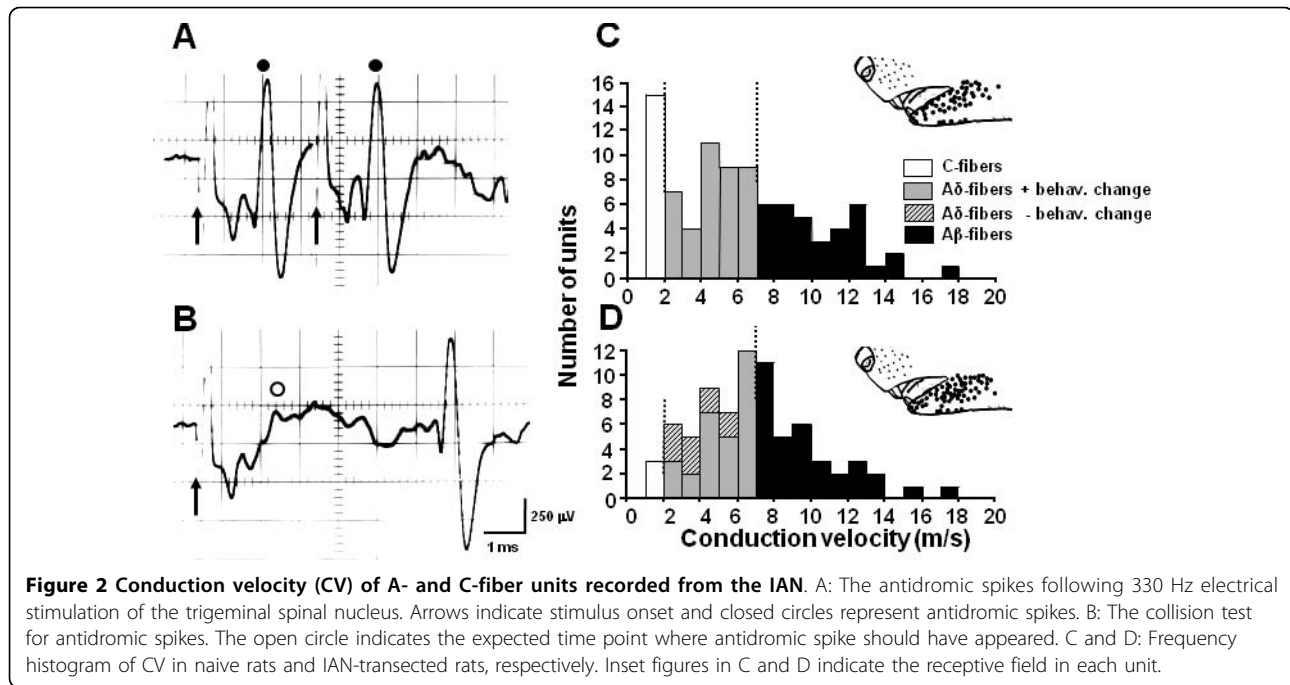 A
B
250 µV
1 ms
C
16
14
12
10
8
6
4
2
0
0 2 4 6 8 10 12 14 16 18 20
C-fibers
Aδ-fibers + behav. change
Aδ-fibers - behav. change
Aβ-fibers
Number of units
D
12
10
8
6
4
2
0
0 2 4 6 8 10 12 14 16 18 20
Conduction velocity (m/s)
Figure 2 Conduction velocity (CV) of A- and C-fiber units recorded from the IAN. A: The antidromic spikes following 330 Hz electrical
stimulation of the trigeminal spinal nucleus. Arrows indicate stimulus onset and closed circles represent antidromic spikes. B: The collision test
for antidromic spikes. The open circle indicates the expected time point where antidromic spike should have appeared. C and D: Frequency
histogram of CV in naive rats and IAN-transected rats, respectively. Inset figures in C and D indicate the receptive field in each unit.